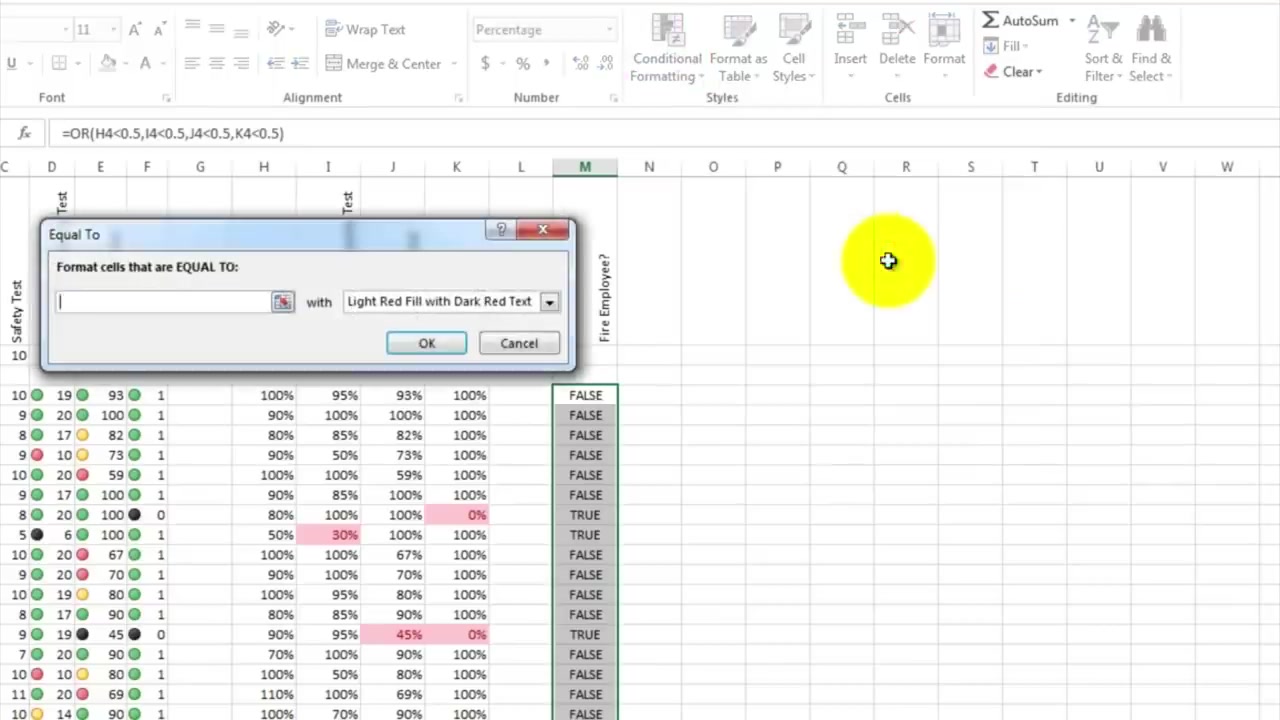 11 A A Wrap Text Percentage AutoSum
Conditional Format as Cell Insert Delete Format Fill Sort & Find &
U A Merge & Center $ % Formatting Table Styles Clear Filter Select
Font Alignment Number Styles Cells Editing
fx =OR(H4<0.5,I4<0.5,J4<0.5,K4<0.5)
C D E F G H I J K L M N O P Q R S T U V W
Test Test
Safety Test
Fire Employee?
Equal To
Format cells that are EQUAL TO:
with Light Red Fill with Dark Red Text
OK Cancel
10
10 19 93 1 100% 95% 93% 100% FALSE
9 20 100 1 90% 100% 100% 100% FALSE
8 17 82 1 80% 85% 82% 100% FALSE
9 10 73 1 90% 50% 73% 100% FALSE
10 20 59 1 100% 100% 59% 100% FALSE
9 17 100 1 90% 85% 100% 100% FALSE
8 20 100 0 80% 100% 100% 0% TRUE
5 6 100 1 50% 30% 100% 100% TRUE
10 20 67 1 100% 100% 67% 100% FALSE
9 20 70 1 90% 100% 70% 100% FALSE
10 19 80 1 100% 95% 80% 100% FALSE
8 17 90 1 80% 85% 90% 100% FALSE
9 19 45 0 90% 95% 45% 0% TRUE
7 20 90 1 70% 100% 90% 100% FALSE
10 10 80 1 100% 50% 80% 100% FALSE
11 20 69 1 110% 100% 69% 100% FALSE
10 14 90 1 100% 70% 90% 100% FALSE